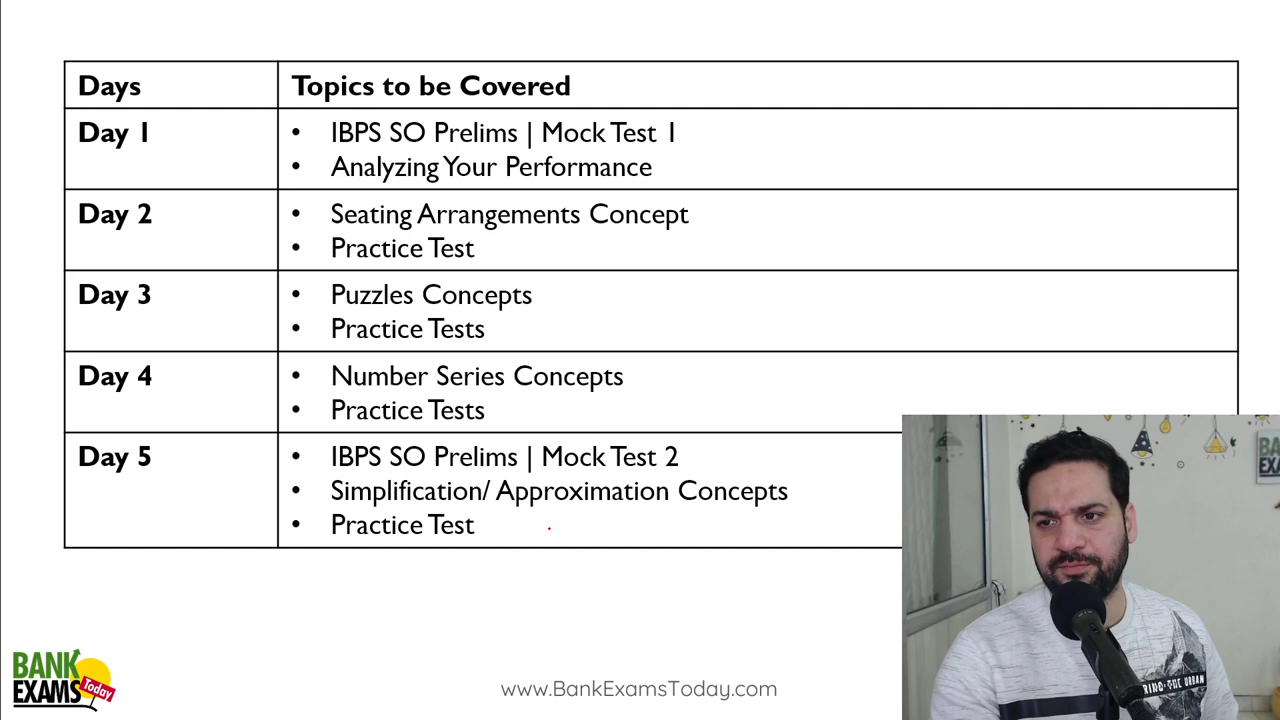 Days
Topics to be Covered
Day 1
• IBPS SO Prelims | Mock Test 1
• Analyzing Your Performance
Day 2
• Seating Arrangements Concept
• Practice Test
Day 3
• Puzzles Concepts
• Practice Tests
Day 4
• Number Series Concepts
• Practice Tests
Day 5
• IBPS SO Prelims | Mock Test 2
• Simplification/ Approximation Concepts
• Practice Test
BANK
EXAMS
Today
www.BankExamsToday.com
URBAN